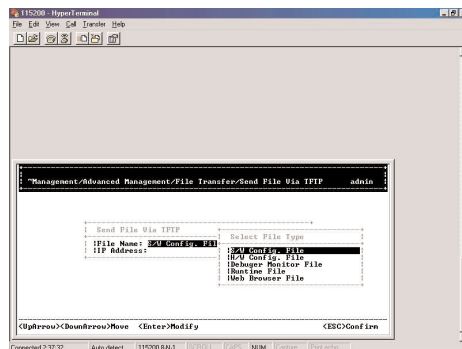 115200 - HyperTerminal
File Edit View Call Transfer Help
~Management/Advanced Management/File Transfer/Send File Via TFTP admin
Send File Via TFTP
Select File Type
!File Name: S/W Config. Fil
!IP Address:
!S/W Config. File
!H/W Config. File
!Debuger Monitor File
!Runtime File
!Web Browser File
<UpArrow><DownArrow>Move <Enter>Modify <ESC>Confirm
Connected 2:37:32 Auto detect 115200 8-N-1 SCROLL CAPS NUM Capture Print echo